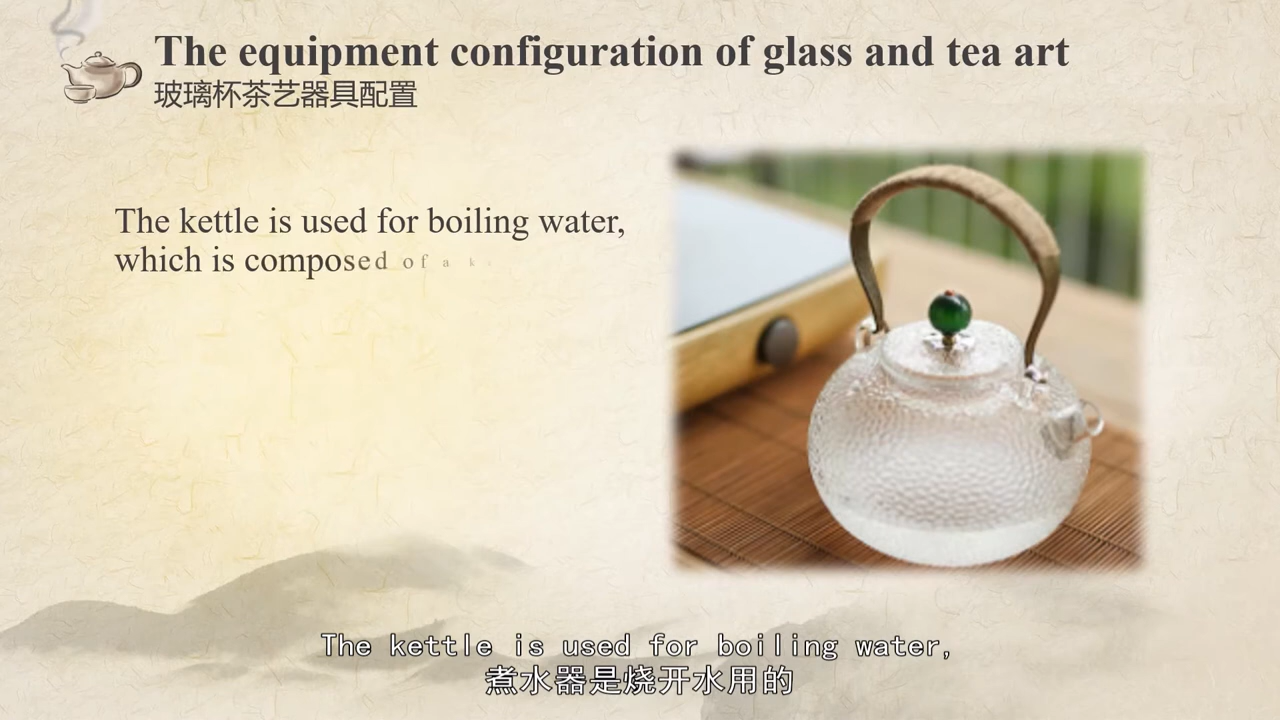 The equipment configuration of glass and tea art
玻璃杯茶艺器具配置
The kettle is used for boiling water,
which is composed of a k
The kettle is used for boiling water,
煮水器是烧开水用的